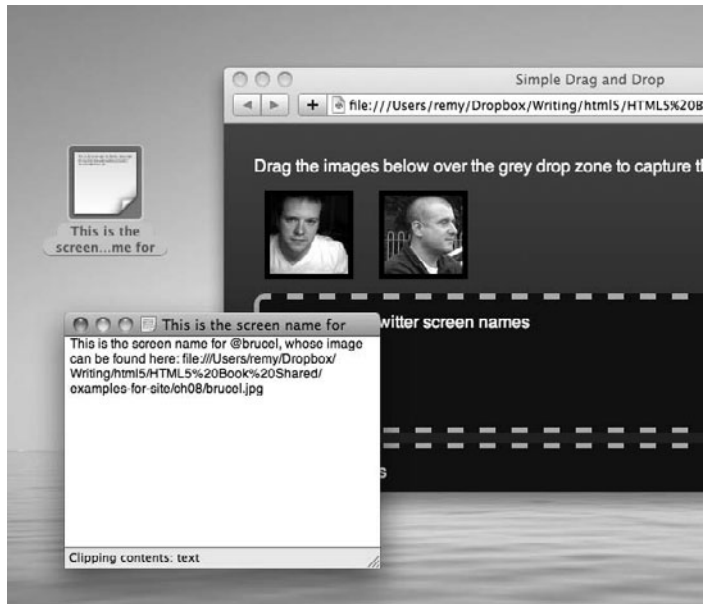 Simple Drag and Drop
file:///Users/remy/Dropbox/Writing/html5/HTML5%20B
Drag the images below over the grey drop zone to capture th
This is the
screen...me for
witter screen names
s
This is the screen name for
This is the screen name for @brucel, whose image
can be found here: file:///Users/remy/Dropbox/
Writing/html5/HTML5%20Book%20Shared/
examples-for-site/ch08/brucel.jpg
Clipping contents: text